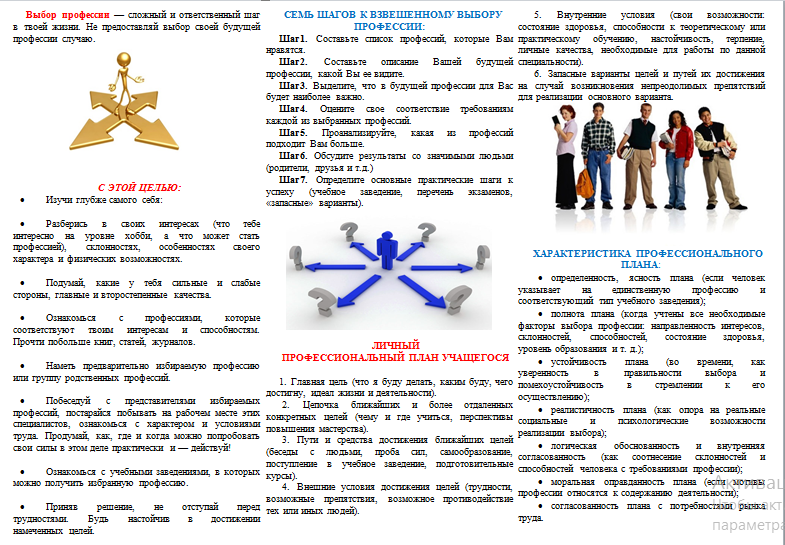 Выбор профессии — сложный и ответственный шаг
в твоей жизни. Не предоставляй выбор своей будущей
профессии случаю.
С ЭТОЙ ЦЕЛЬЮ:
• Изучи глубже самого себя:
• Разберись в своих интересах (что тебе
интересно на уровне хобби, а что может стать
профессией), склонностях, особенностях своего
характера и физических возможностях.
• Подумай, какие у тебя сильные и слабые
стороны, главные и второстепенные качества.
• Ознакомься с профессиями, которые
соответствуют твоим интересам и способностям.
Прочти побольше книг, статей, журналов.
• Наметь предварительно избираемую профессию
или группу родственных профессий.
• Побеседуй с представителями избираемых
профессий, постарайся побывать на рабочем месте этих
специалистов, ознакомься с характером и условиями
труда. Продумай, как, где и когда можно попробовать
свои силы в этом деле практически и — действуй!
• Ознакомься с учебными заведениями, в которых
можно получить избранную профессию.
• Приняв решение, не отступай перед
трудностями. Будь настойчив в достижении
намеченных целей.
СЕМЬ ШАГОВ К ВЗВЕШЕННОМУ ВЫБОРУ
ПРОФЕССИИ:
Шаг1. Составьте список профессий, которые Вам
нравятся.
Шаг2. Составьте описание Вашей будущей
профессии, какой Вы ее видите.
Шаг3. Выделите, что в будущей профессии для Вас
будет наиболее важно.
Шаг4. Оцените свое соответствие требованиям
каждой из выбранных профессий.
Шаг5. Проанализируйте, какая из профессий
подходит Вам больше.
Шаг6. Обсудите результаты со значимыми людьми
(родители, друзья и т.д.)
Шаг7. Определите основные практические шаги к
успеху (учебное заведение, перечень экзаменов,
«запасные» варианты).
ЛИЧНЫЙ
ПРОФЕССИОНАЛЬНЫЙ ПЛАН УЧАЩЕГОСЯ
1. Главная цель (что я буду делать, каким буду, чего
достигну, идеал жизни и деятельности).
2. Цепочка ближайших и более отдаленных
конкретных целей (чему и где учиться, перспективы
повышения мастерства).
3. Пути и средства достижения ближайших целей
(беседы с людьми, проба сил, самообразование,
поступление в учебное заведение, подготовительные
курсы).
4. Внешние условия достижения целей (трудности,
возможные препятствия, возможное противодействие
тех или иных людей).
5. Внутренние условия (свои возможности:
состояние здоровья, способности к теоретическому или
практическому обучению, настойчивость, терпение,
личные качества, необходимые для работы по данной
специальности).
6. Запасные варианты целей и путей их достижения
на случай возникновения непреодолимых препятствий
для реализации основного варианта.
ХАРАКТЕРИСТИКА ПРОФЕССИОНАЛЬНОГО
ПЛАНА:
• определенность, ясность плана (если человек
указывает на единственную профессию и
соответствующий тип учебного заведения);
• полнота плана (когда учтены все необходимые
факторы выбора профессии: направленность интересов,
склонностей, способностей, состояние здоровья,
уровень образования и т. д.);
• устойчивость плана (во времени, как
уверенность в правильности выбора и
помехоустойчивость в стремлении к его
осуществлению);
• реалистичность плана (как опора на реальные
социальные и психологические возможности
реализации выбора);
• логическая обоснованность и внутренняя
согласованность (как соотнесение склонностей и
способностей человека с требованиями профессии);
• моральная оправданность плана (если мотивы
профессии относятся к содержанию деятельности);
• согласованность плана с потребностями рынка
труда.
Активац
Чтобы акт
параметра